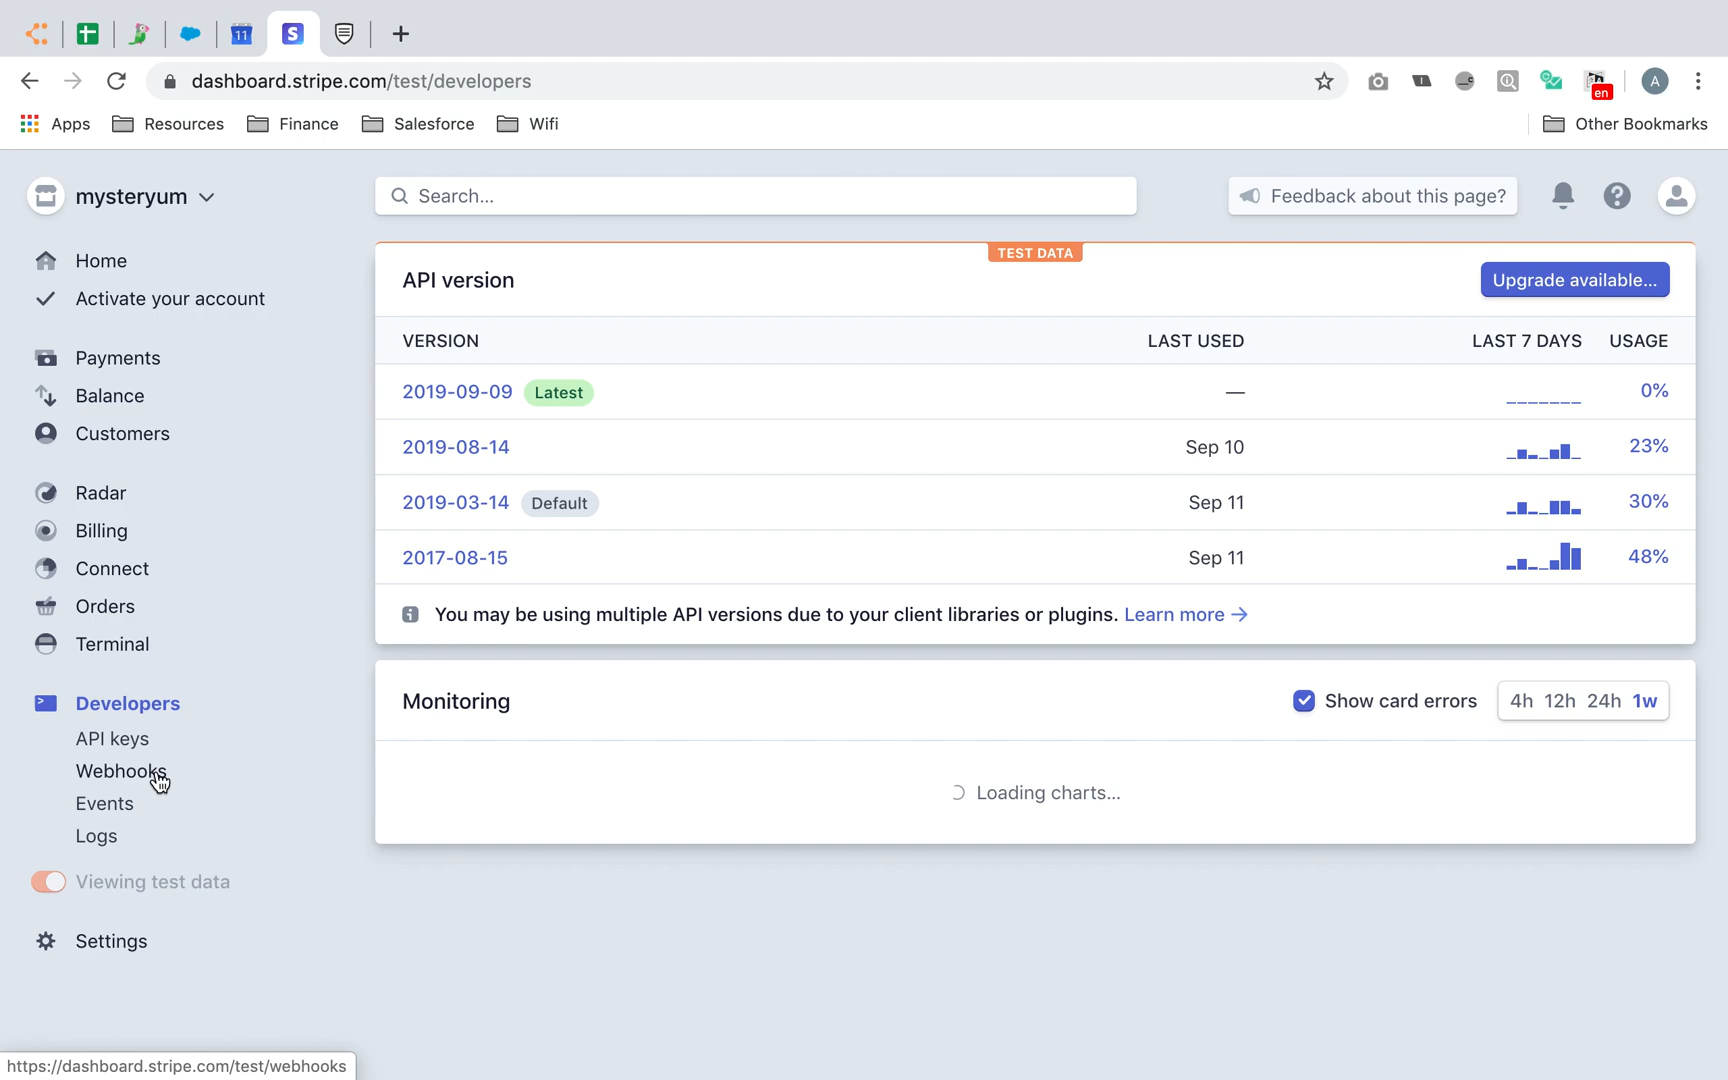 11
S
dashboard.stripe.com/test/developers
A
en
Apps
Resources
Finance
Salesforce
Wifi
Other Bookmarks
mysteryum
Search...
Feedback about this page?
Home
Activate your account
Payments
Balance
Customers
Radar
Billing
Connect
Orders
Terminal
Developers
API keys
Webhooks
Events
Logs
Viewing test data
Settings
TEST DATA
API version
Upgrade available...
VERSION LAST USED LAST 7 DAYS USAGE
2019-09-09 Latest — 0%
2019-08-14 Sep 10 23%
2019-03-14 Default Sep 11 30%
2017-08-15 Sep 11 48%
You may be using multiple API versions due to your client libraries or plugins. Learn more →
Monitoring
Show card errors
4h 12h 24h 1w
Loading charts...
https://dashboard.stripe.com/test/webhooks